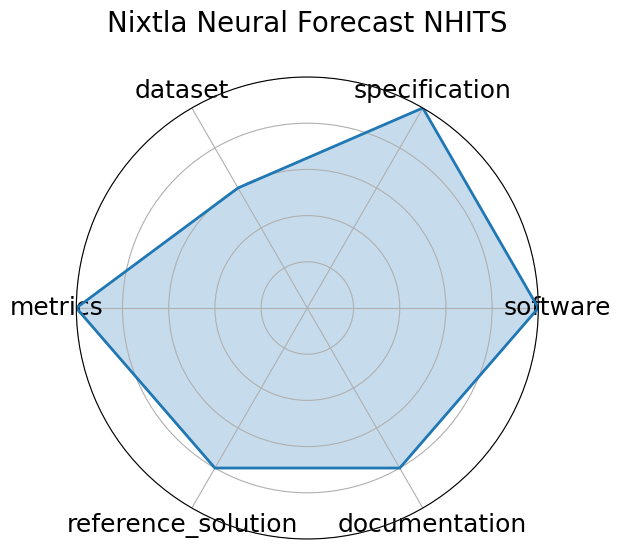 Nixtla Neural Forecast NHITS
dataset
specification
metrics
software
reference_solution
documentation